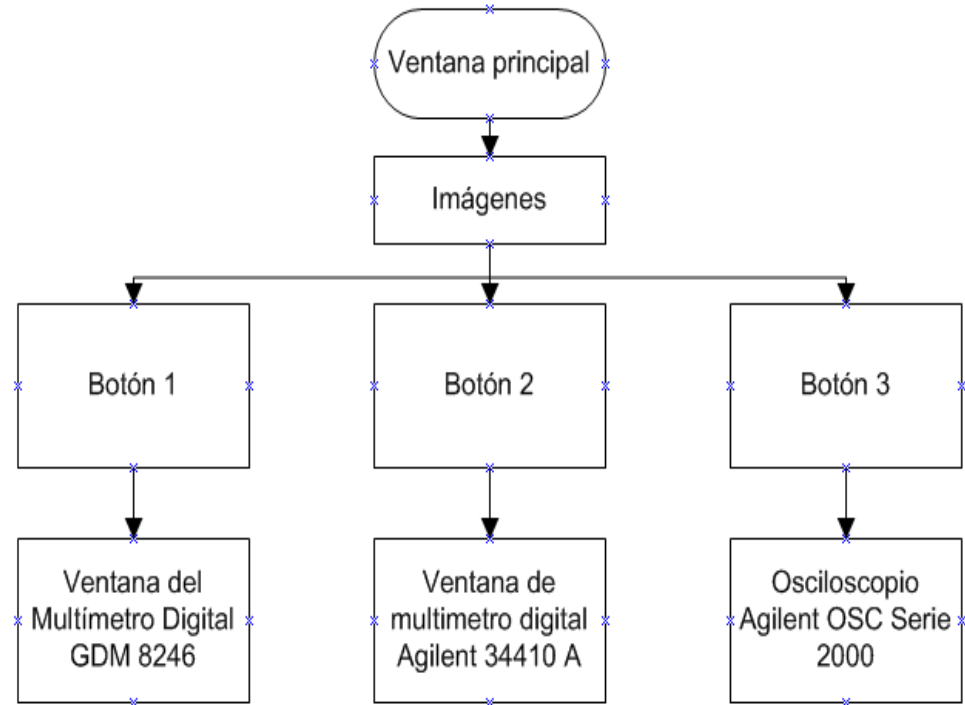 Ventana principal
Imágenes
Botón 1
Botón 2
Botón 3
Ventana del
Multímetro Digital
GDM 8246
Ventana de
multimetro digital
Agilent 34410 A
Osciloscopio
Agilent OSC Serie
2000